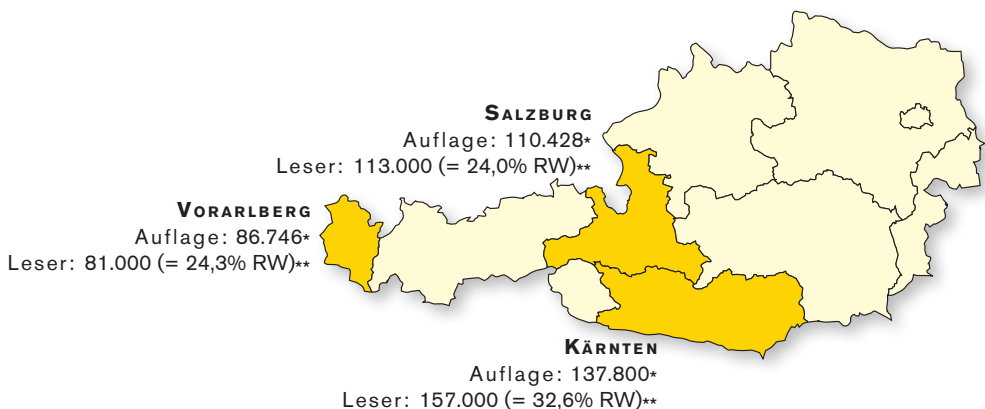 SALZBURG
Auflage: 110.428*
Leser: 113.000 (= 24,0% RW)**
VORARLBERG
Auflage: 86.746*
Leser: 81.000 (= 24,3% RW)**
KÄRNTEN
Auflage: 137.800*
Leser: 157.000 (= 32,6% RW)**